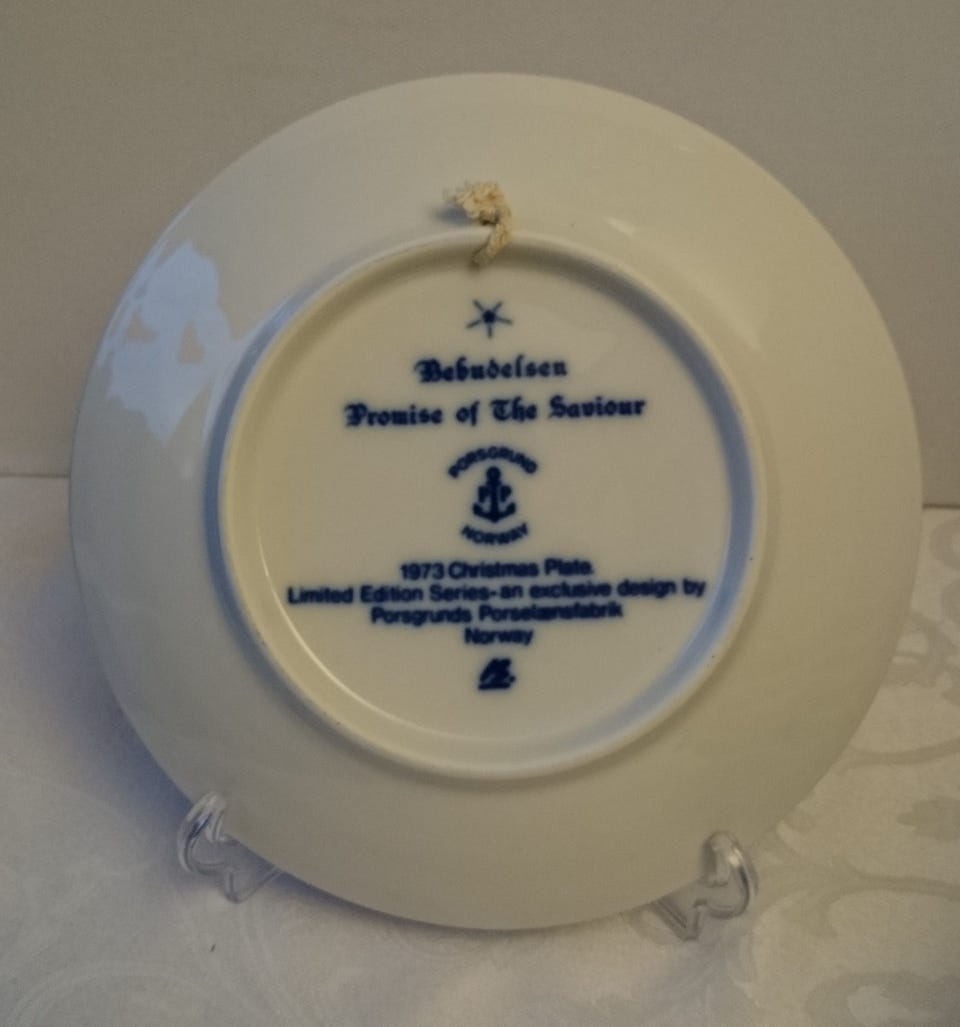 Bebudelsen
Promise of The Saviour
PORSGRUND
PP
NORWAY
1973 Christmas Plate.
Limited Edition Series-an exclusive design by
Porsgrunds Porselænsfabrik
Norway